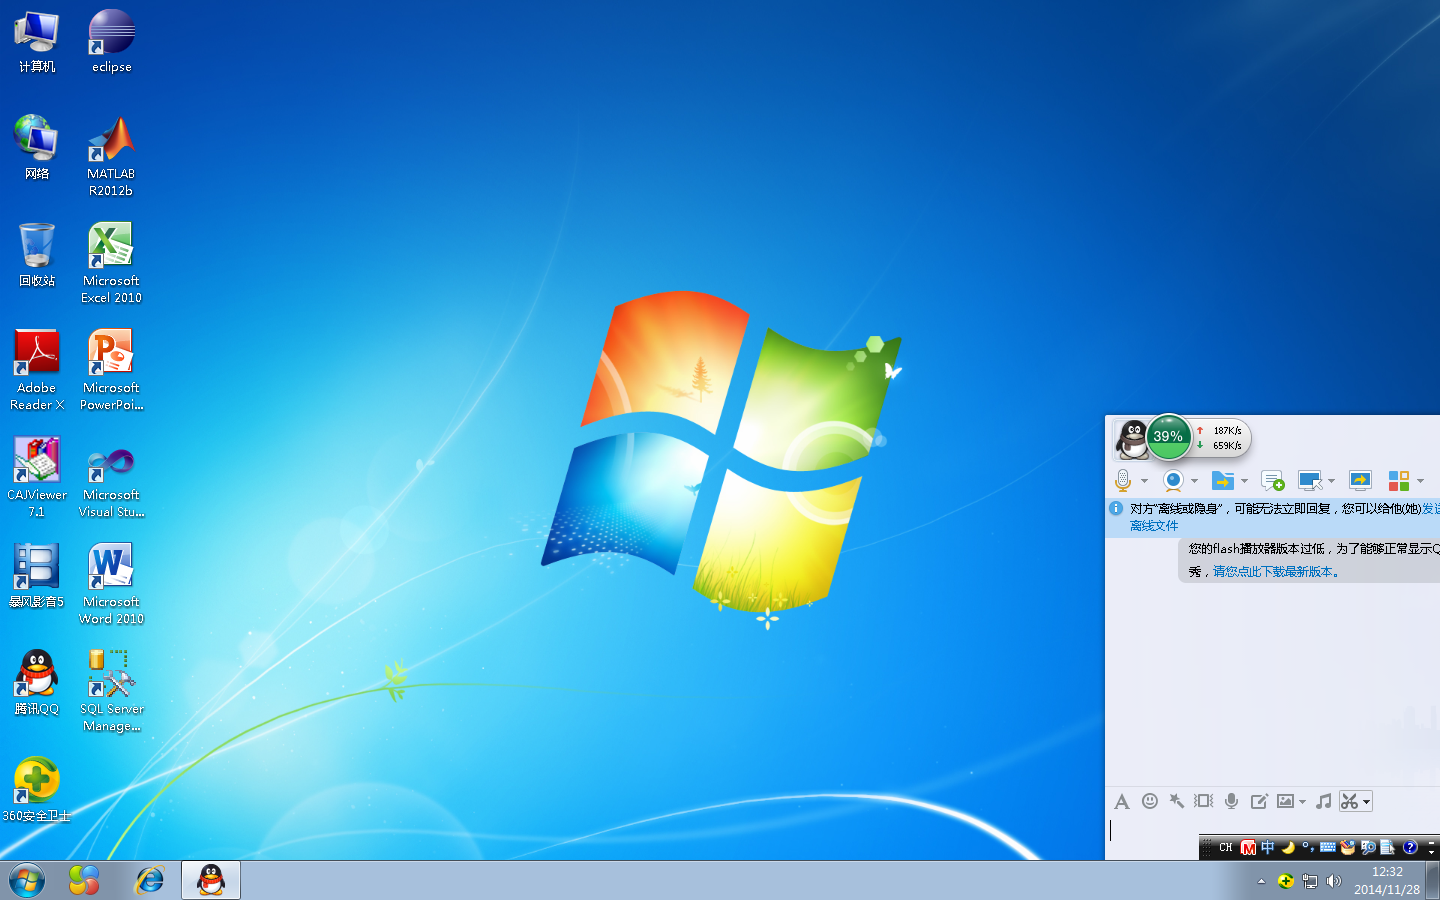 计算机
eclipse
网络
MATLAB
R2012b
回收站
Microsoft
Excel 2010
Adobe
Reader X
Microsoft
PowerPoi...
CAJViewer
7.1
Microsoft
Visual Stu...
暴风影音5
Microsoft
Word 2010
腾讯QQ
SQL Server
Manage...
360安全卫士
39%
187K/s
659K/s
对方"离线或隐身"，可能无法立即回复，您可以给他(她)发送
离线文件
您的flash播放器版本过低，为了能够正常显示Q
秀，请您点此下载最新版本。
CH
M
中
12:32
2014/11/28